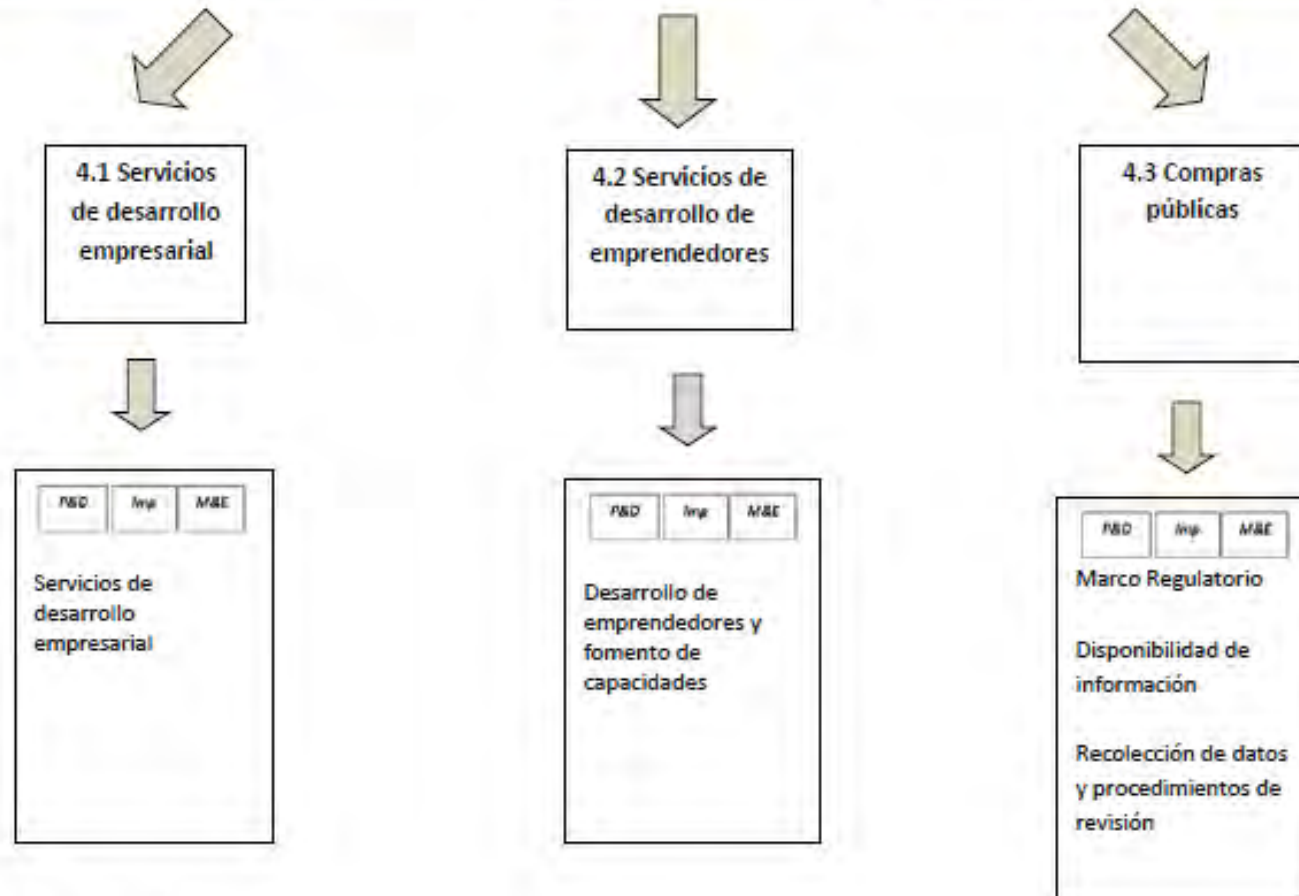 4.1 Servicios
de desarrollo
empresarial
P&D Imp M&E
Servicios de
desarrollo
empresarial
4.2 Servicios de
desarrollo de
emprendedores
P&D Imp M&E
Desarrollo de
emprendedores y
fomento de
capacidades
4.3 Compras
públicas
P&D Imp M&E
Marco Regulatorio
Disponibilidad de
información
Recolección de datos
y procedimientos de
revisión